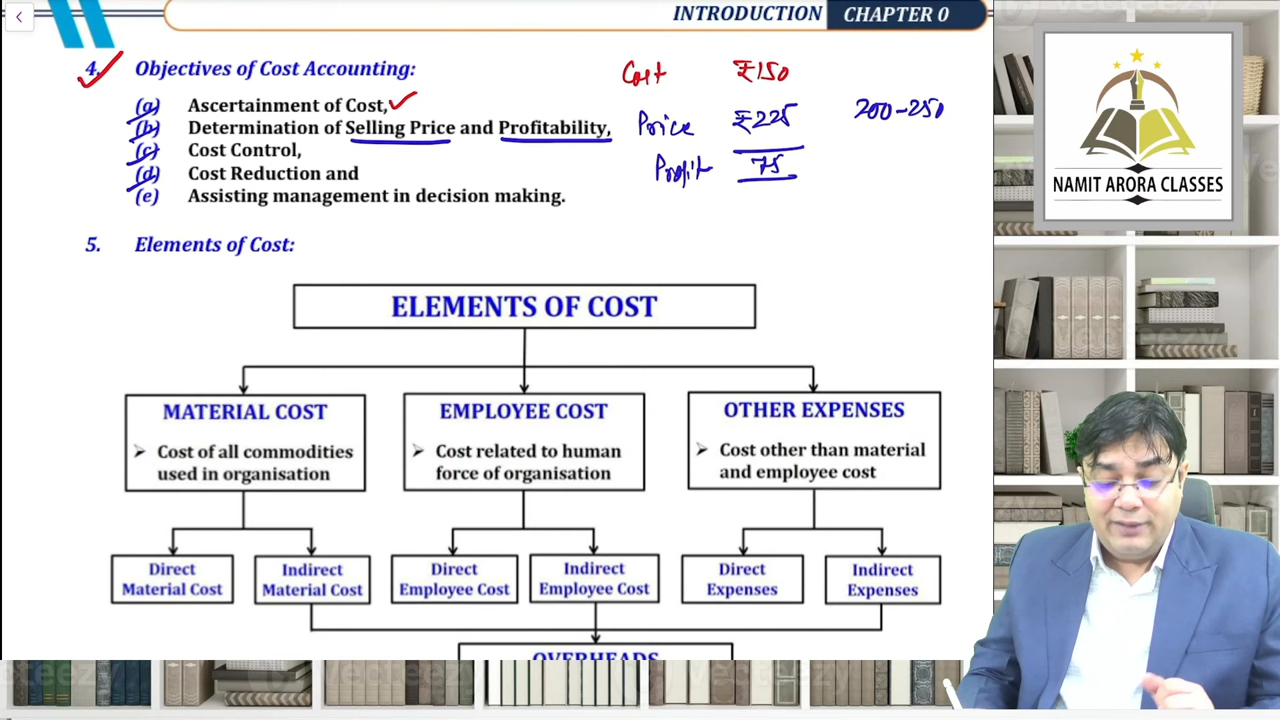 INTRODUCTION CHAPTER 0
4. Objectives of Cost Accounting:
(a) Ascertainment of Cost,
(b) Determination of Selling Price and Profitability,
(c) Cost Control,
(d) Cost Reduction and
(e) Assisting management in decision making.
Cost ₹150
Price ₹225 200-250
Profit 75
NAMIT ARORA CLASSES
5. Elements of Cost:
ELEMENTS OF COST
MATERIAL COST
➢ Cost of all commodities
used in organisation
EMPLOYEE COST
➢ Cost related to human
force of organisation
OTHER EXPENSES
➢ Cost other than material
and employee cost
Direct
Material Cost
Indirect
Material Cost
Direct
Employee Cost
Indirect
Employee Cost
Direct
Expenses
Indirect
Expenses
OVERHEADS
vecteezy